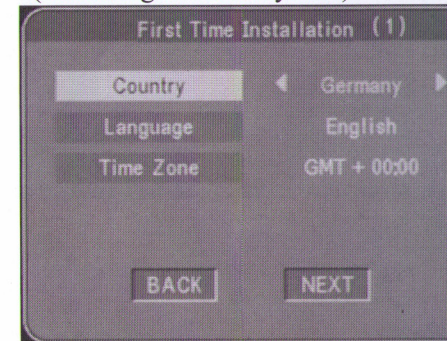 First Time Installation (1)
Country Germany
Language English
Time Zone GMT + 00:00
BACK NEXT